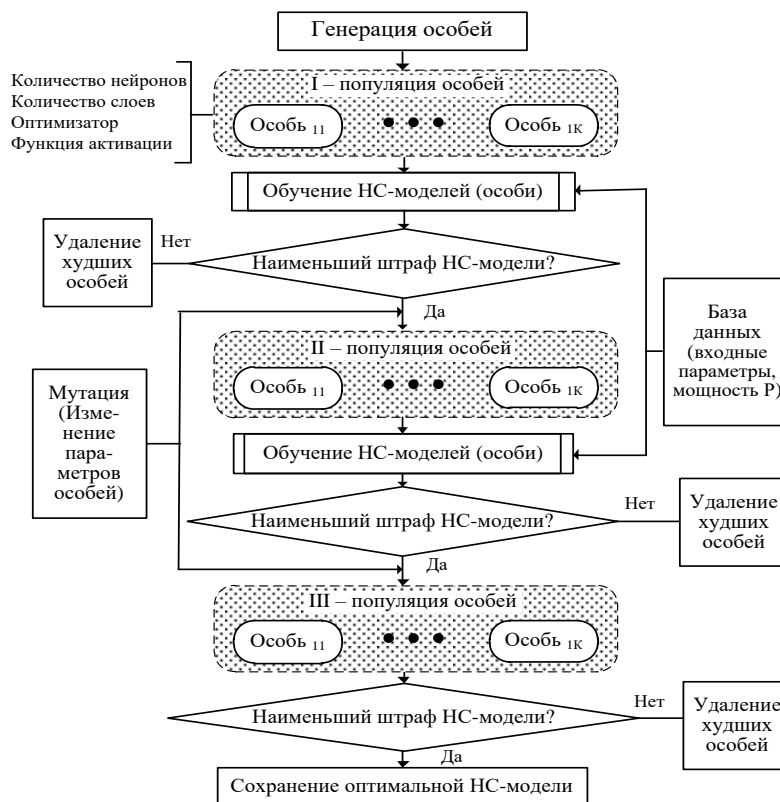 Генерация особей
Количество нейронов
Количество слоев
Оптимизатор
Функция активации
I – популяция особей
Особь 11
Особь 1К
Обучение НС-моделей (особи)
Удаление
худших
особей
Нет
Наименьший штраф НС-модели?
Да
База
данных
(входные
параметры,
мощность Р)
II – популяция особей
Особь 11
Особь 1К
Мутация
(Изме-
нение
пара-
метров
особей)
Обучение НС-моделей (особи)
Наименьший штраф НС-модели?
Нет
Удаление
худших
особей
Да
III – популяция особей
Особь 11
Особь 1К
Наименьший штраф НС-модели?
Нет
Удаление
худших
особей
Да
Сохранение оптимальной НС-модели